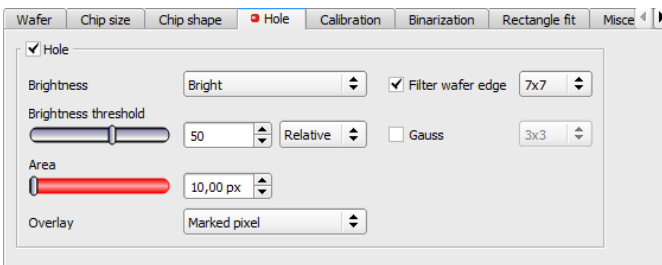 Wafer Chip size Chip shape Hole Calibration Binarization Rectangle fit Misce
Hole
Brightness Bright Filter wafer edge 7x7
Brightness threshold
50 Relative Gauss 3x3
Area
10,00 px
Overlay Marked pixel